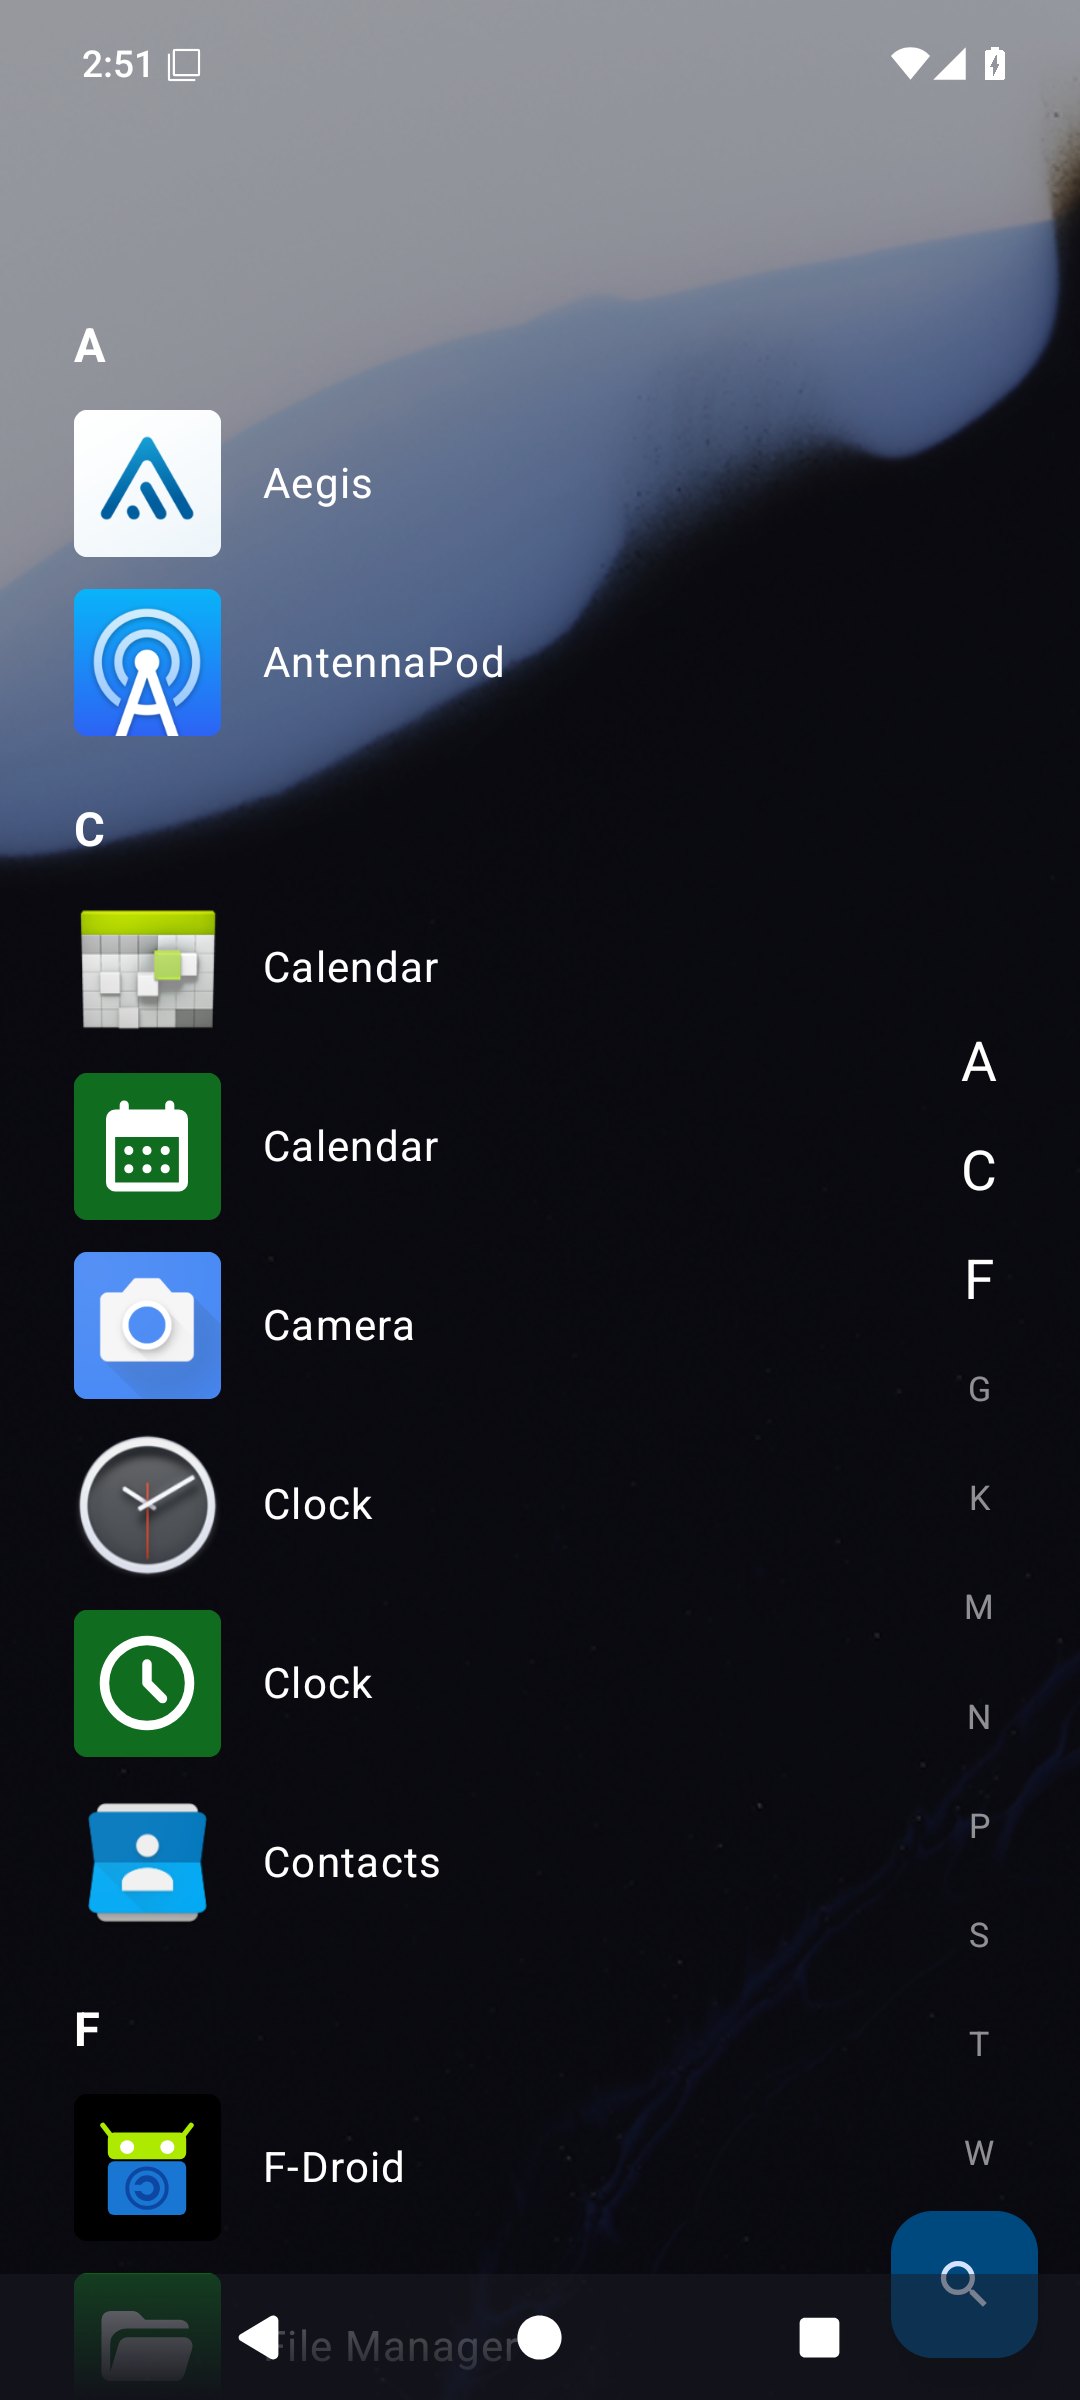 2:51
A
Aegis
AntennaPod
C
Calendar
Calendar
Camera
Clock
Clock
Contacts
F
F-Droid
File Manager
A
C
F
G
K
M
N
P
S
T
W